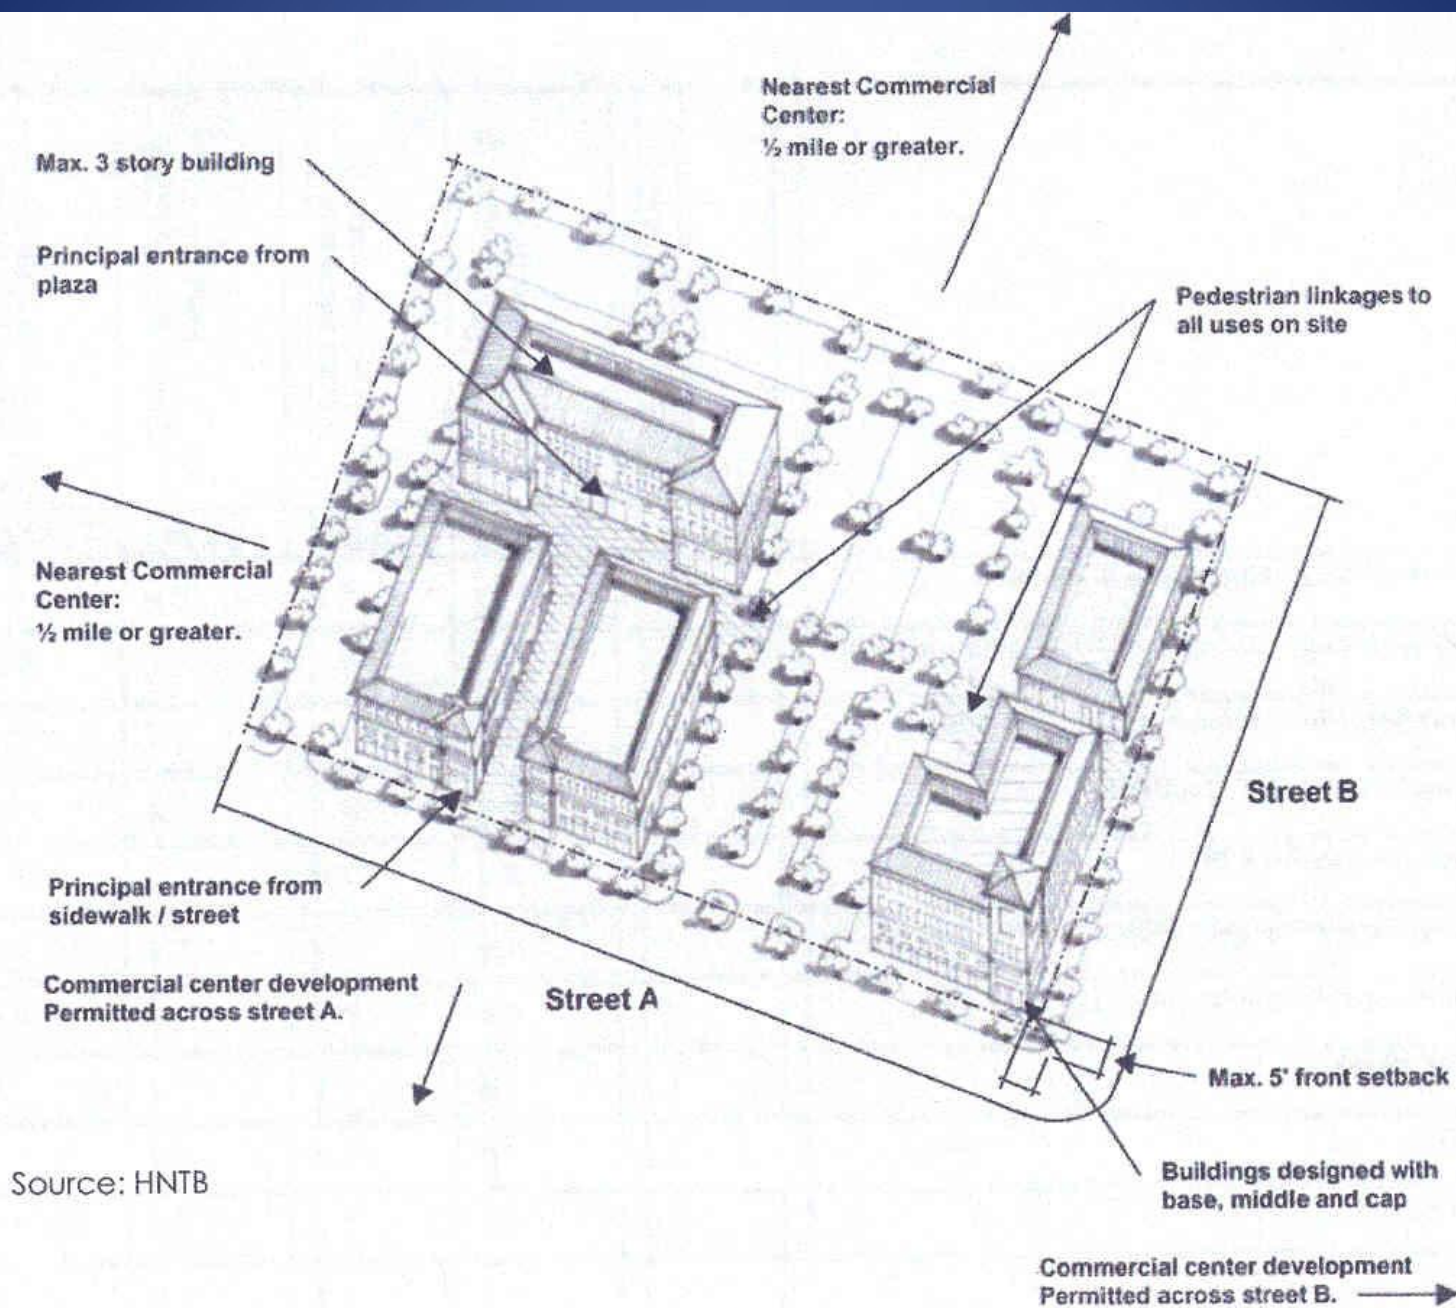 Nearest Commercial
Center:
½ mile or greater.
Max. 3 story building
Principal entrance from
plaza
Pedestrian linkages to
all uses on site
Nearest Commercial
Center:
½ mile or greater.
Street B
Principal entrance from
sidewalk / street
Commercial center development
Permitted across street A.
Street A
Max. 5' front setback
Source: HNTB
Buildings designed with
base, middle and cap
Commercial center development
Permitted across street B.